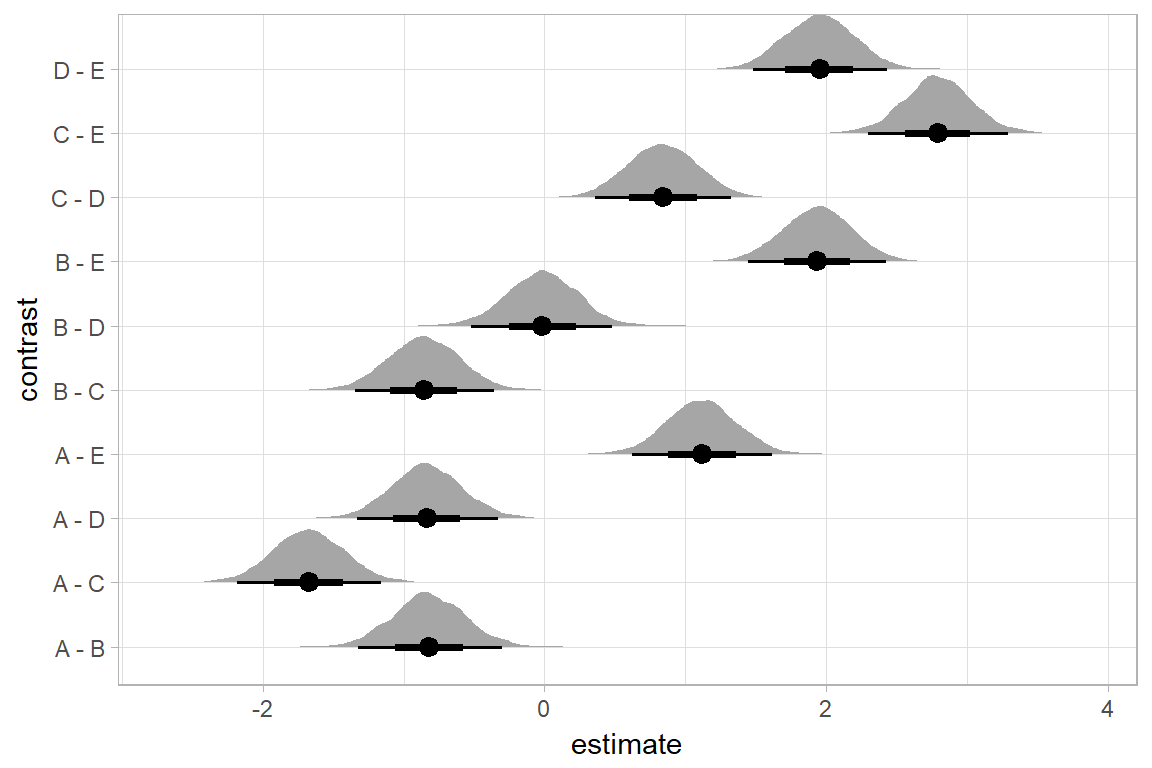 D - E
C - E
C - D
B - E
B - D
B - C
A - E
A - D
A - C
A - B
contrast
-2 0 2 4
estimate